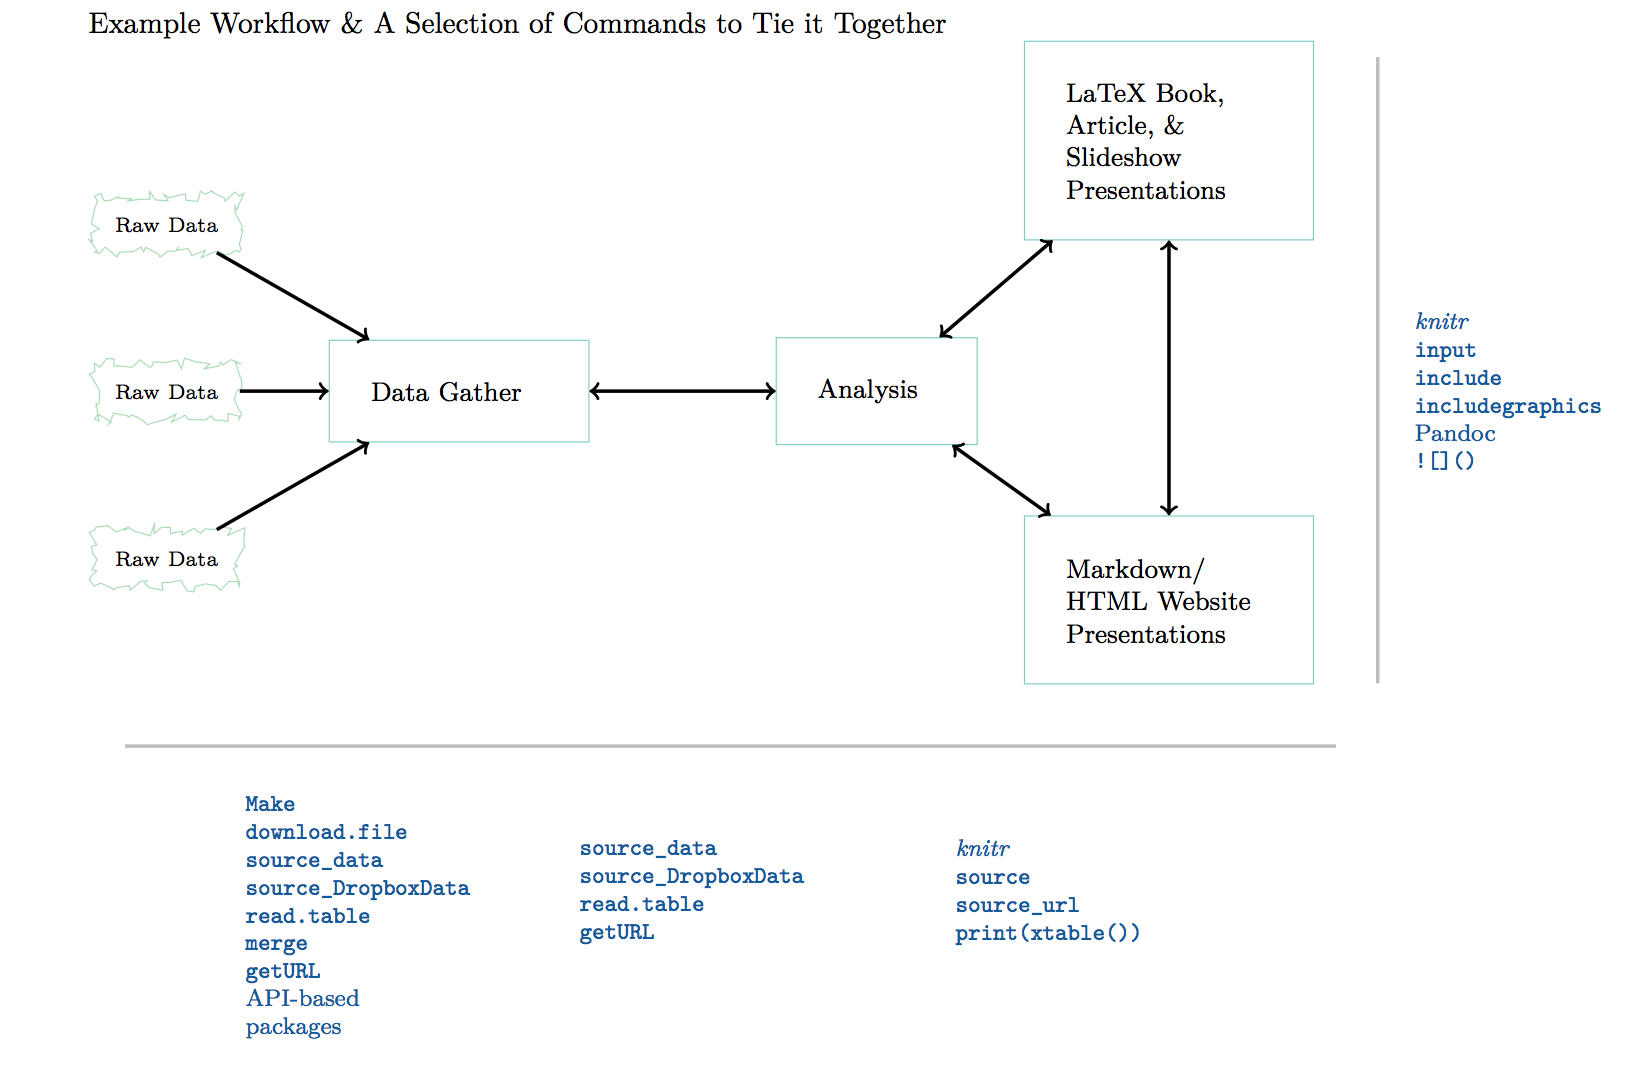 Example Workflow & A Selection of Commands to Tie it Together
LaTeX Book,
Article, &
Slideshow
Presentations
Raw Data
Raw Data
Raw Data
Data Gather
Analysis
Markdown/
HTML Website
Presentations
knitr
input
include
includegraphics
Pandoc
![]()
Make
download.file
source_data
source_DropboxData
read.table
merge
getURL
API-based
packages
source_data
source_DropboxData
read.table
getURL
knitr
source
source_url
print(xtable())